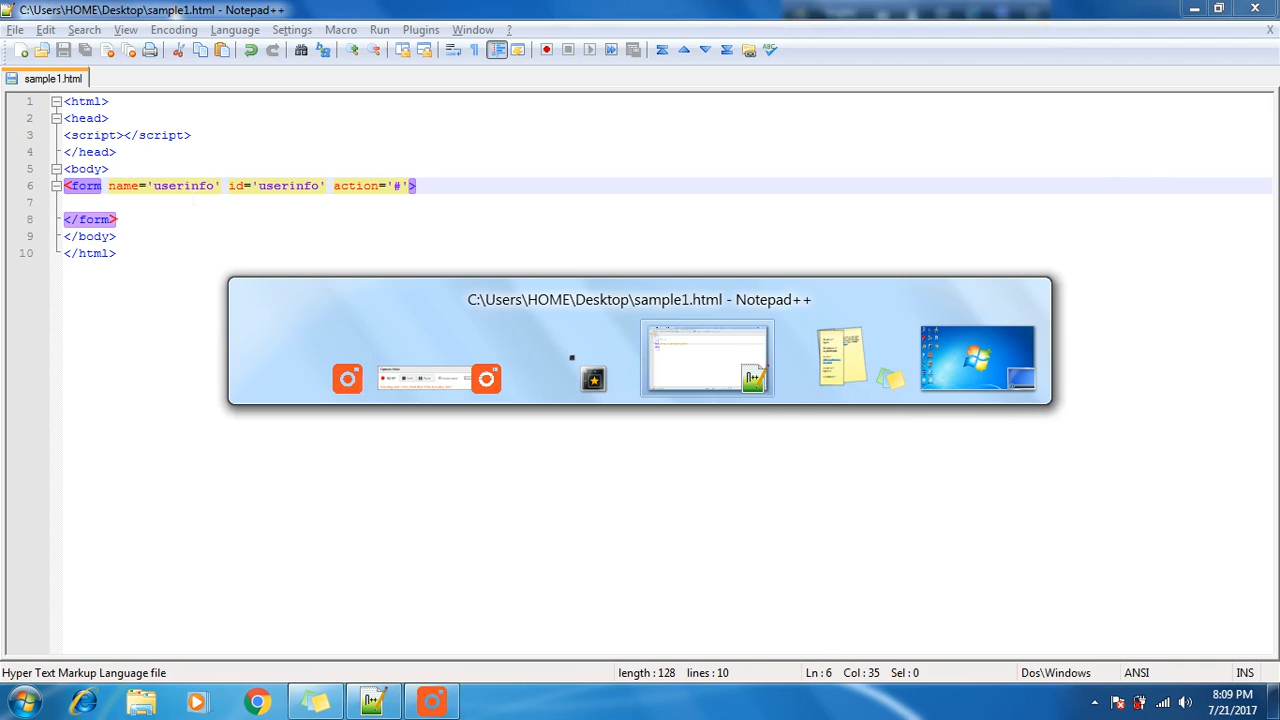 C:\Users\HOME\Desktop\sample1.html - Notepad++
File Edit Search View Encoding Language Settings Macro Run Plugins Window ?
X
sample1.html
1 <html>
2 <head>
3 <script></script>
4 </head>
5 <body>
6 <form name='userinfo' id='userinfo' action='#'>
7
8 </form>
9 </body>
10 </html>
C:\Users\HOME\Desktop\sample1.html - Notepad++
Hyper Text Markup Language file length : 128 lines : 10 Ln : 6 Col : 35 Sel : 0 Dos\Windows ANSI INS
8:09 PM
7/21/2017